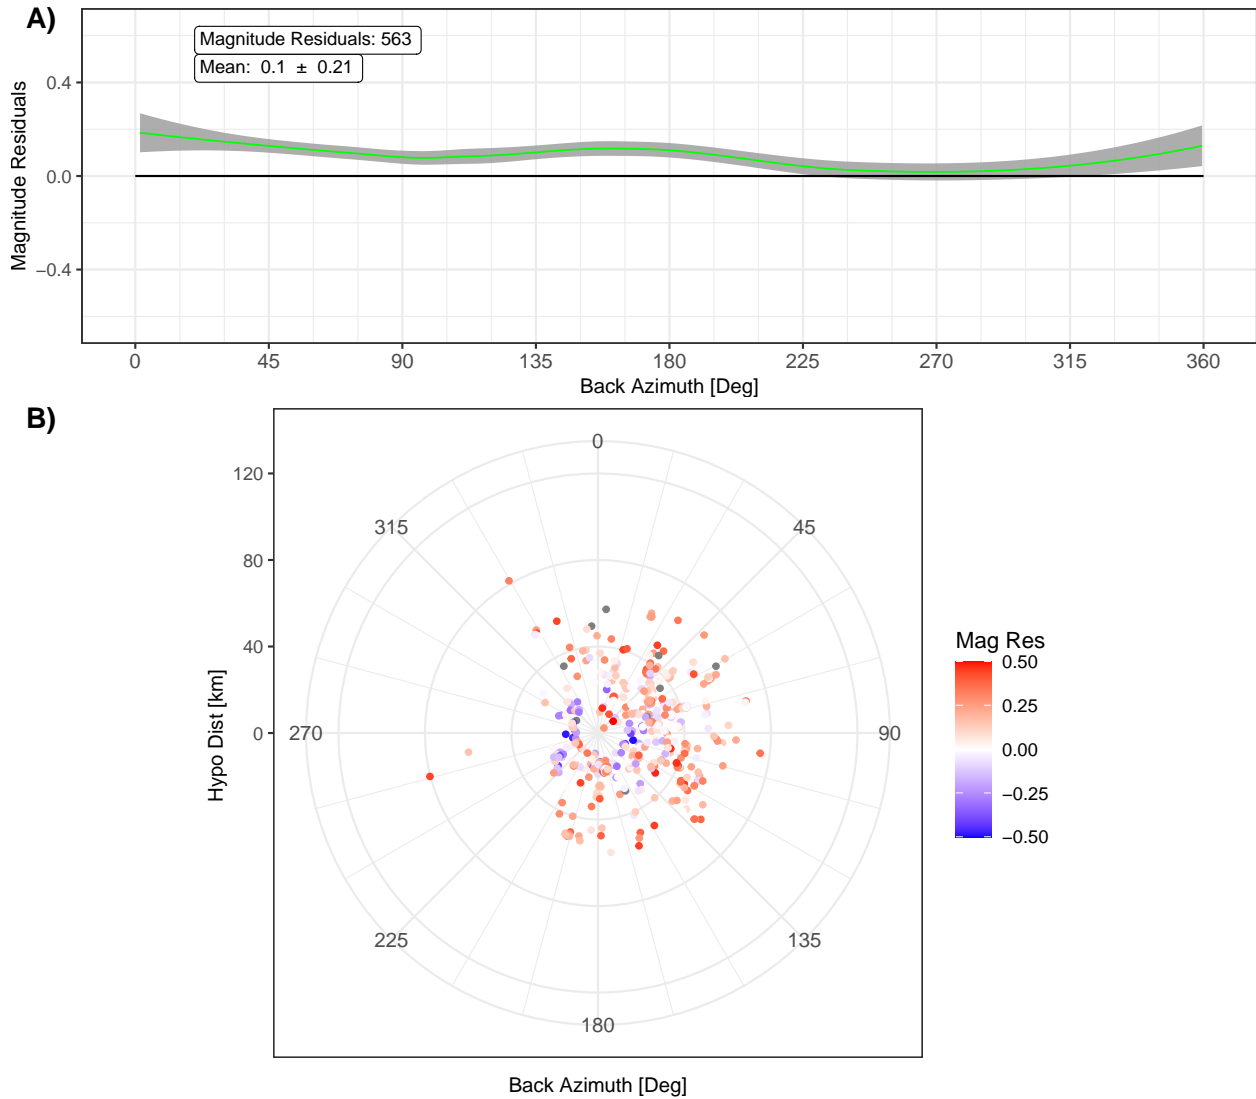 A)
Magnitude Residuals: 563
Mean:  0.1  ±  0.21
Magnitude Residuals
0.4
0.0
−0.4
0 45 90 135 180 225 270 315 360
Back Azimuth [Deg]
B)
Hypo Dist [km]
120
80
40
0
0
45
90
135
180
225
270
315
Back Azimuth [Deg]
Mag Res
0.50
0.25
0.00
−0.25
−0.50